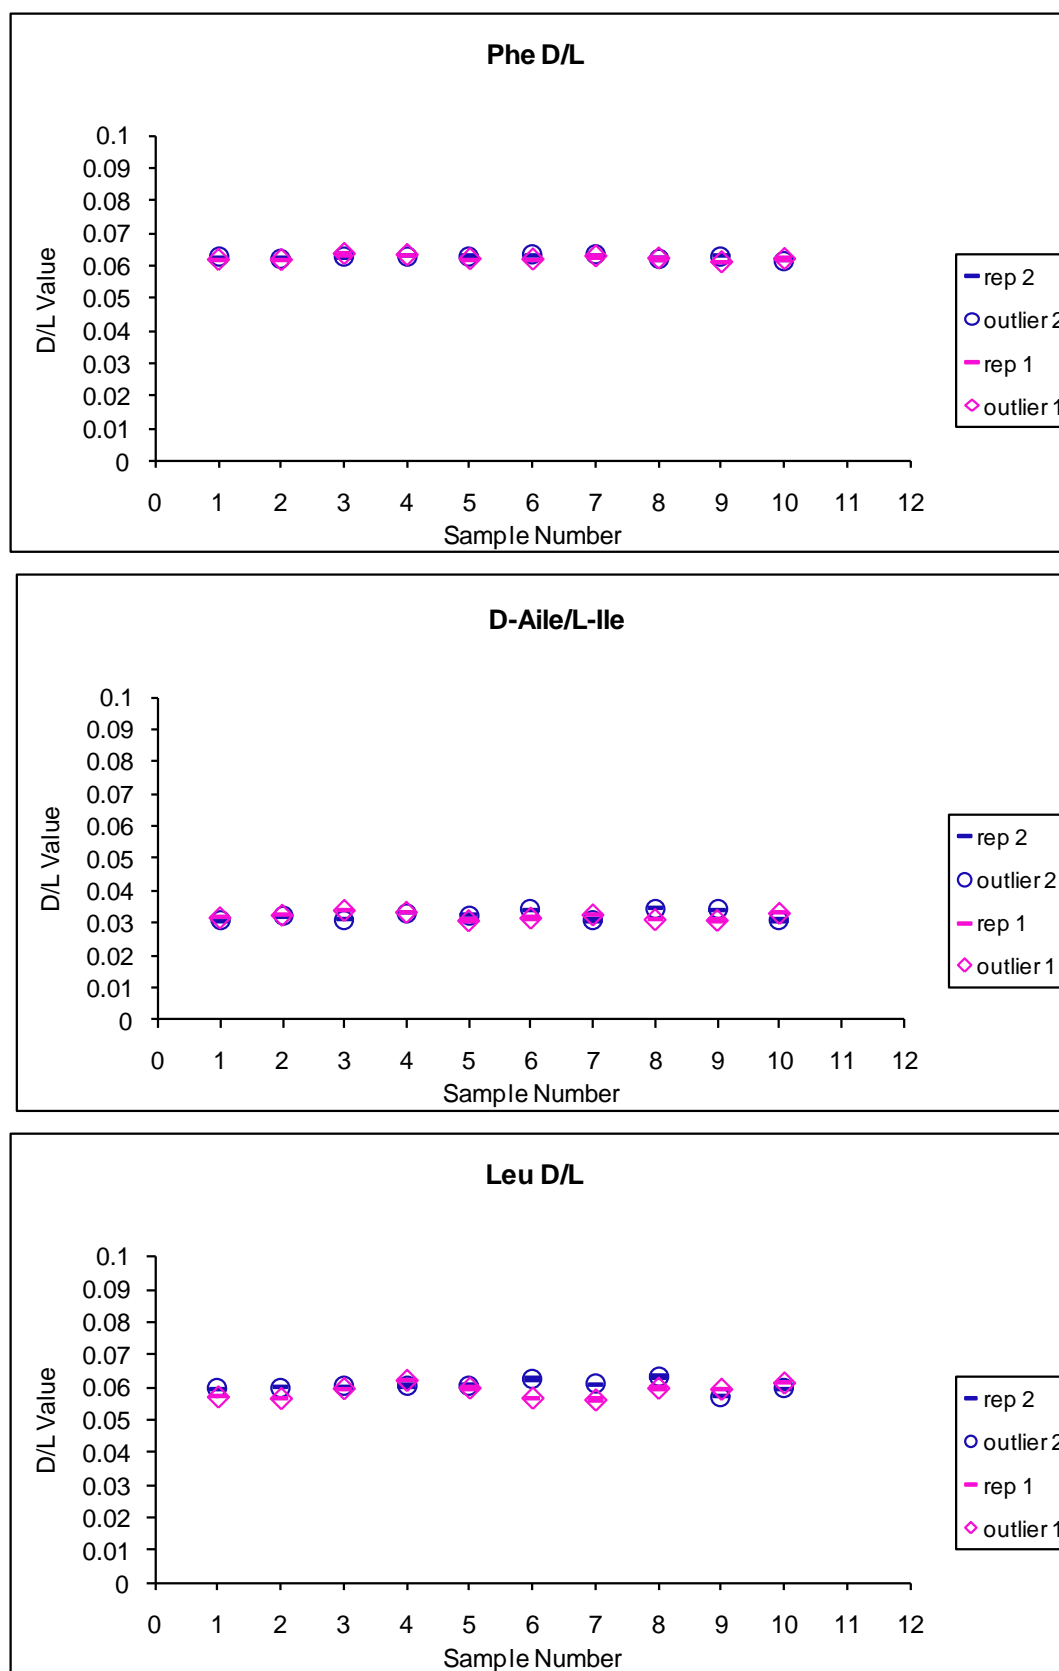 Phe D/L
0.1
0.09
0.08
0.07
0.06
0.05
0.04
0.03
0.02
0.01
0
D/L Value
0 1 2 3 4 5 6 7 8 9 10 11 12
Sample Number
rep 2
outlier 2
rep 1
outlier 1
D-Aile/L-Ile
0.1
0.09
0.08
0.07
0.06
0.05
0.04
0.03
0.02
0.01
0
D/L Value
0 1 2 3 4 5 6 7 8 9 10 11 12
Sample Number
rep 2
outlier 2
rep 1
outlier 1
Leu D/L
0.1
0.09
0.08
0.07
0.06
0.05
0.04
0.03
0.02
0.01
0
D/L Value
0 1 2 3 4 5 6 7 8 9 10 11 12
Sample Number
rep 2
outlier 2
rep 1
outlier 1